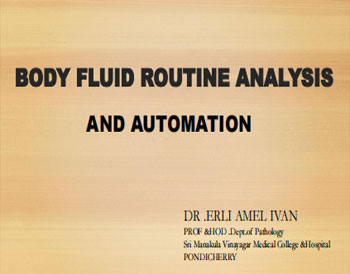 BODY FLUID ROUTINE ANALYSIS
AND AUTOMATION
DR .ERLI AMEL IVAN
PROF &HOD .Dept.of Pathology
Sri Manakula Vinayagar Medical College &Hospital
PONDICHERRY